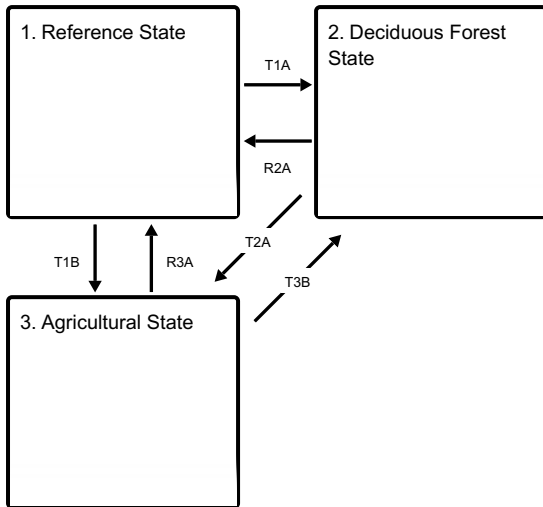 1. Reference State
2. Deciduous Forest
State
T1A
R2A
T2A
T1B
R3A
T3B
3. Agricultural State